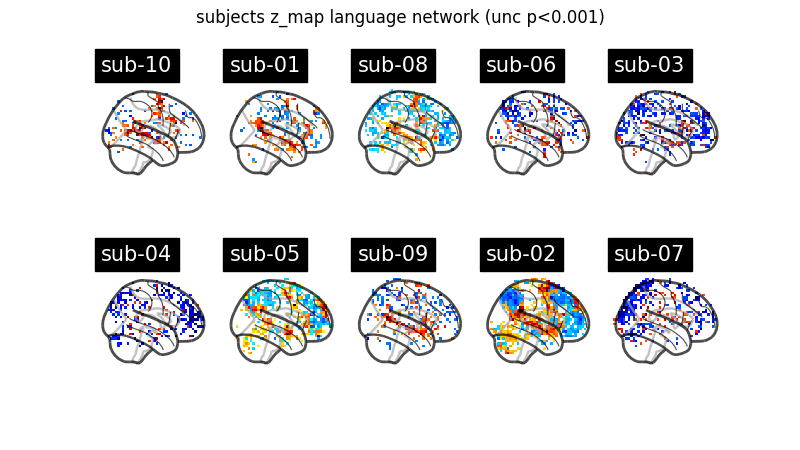 subjects z_map language network (unc p<0.001)
sub-10 sub-01 sub-08 sub-06 sub-03
sub-04 sub-05 sub-09 sub-02 sub-07